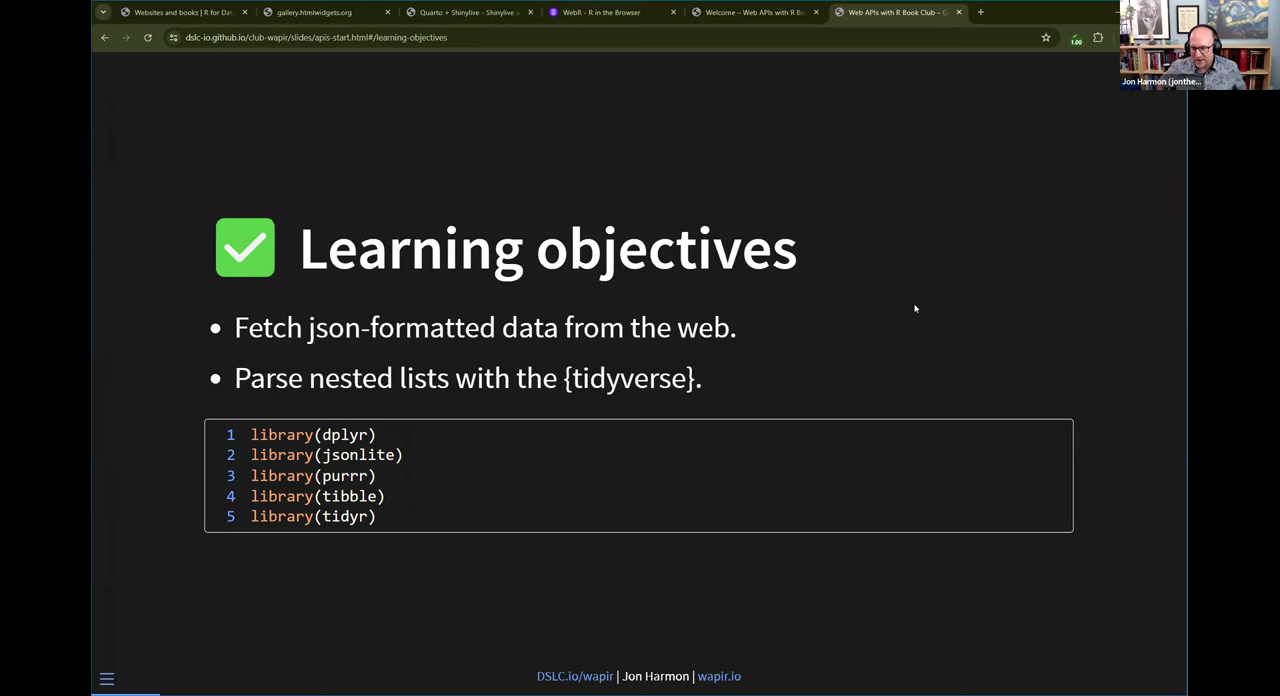 Websites and books | R for Dat
gallery.htmlwidgets.org
Quarto + Shinylive – Shinylive
WebR - R in the Browser
Welcome – Web APIs with R B
Web APIs with R Book Club –
dslc-io.github.io/club-wapir/slides/apis-start.html#/learning-objectives
1.00
Jon Harmon (jonthe...
Learning objectives
• Fetch json-formatted data from the web.
• Parse nested lists with the {tidyverse}.
1 library(dplyr)
2 library(jsonlite)
3 library(purrr)
4 library(tibble)
5 library(tidyr)
DSLC.io/wapir | Jon Harmon | wapir.io